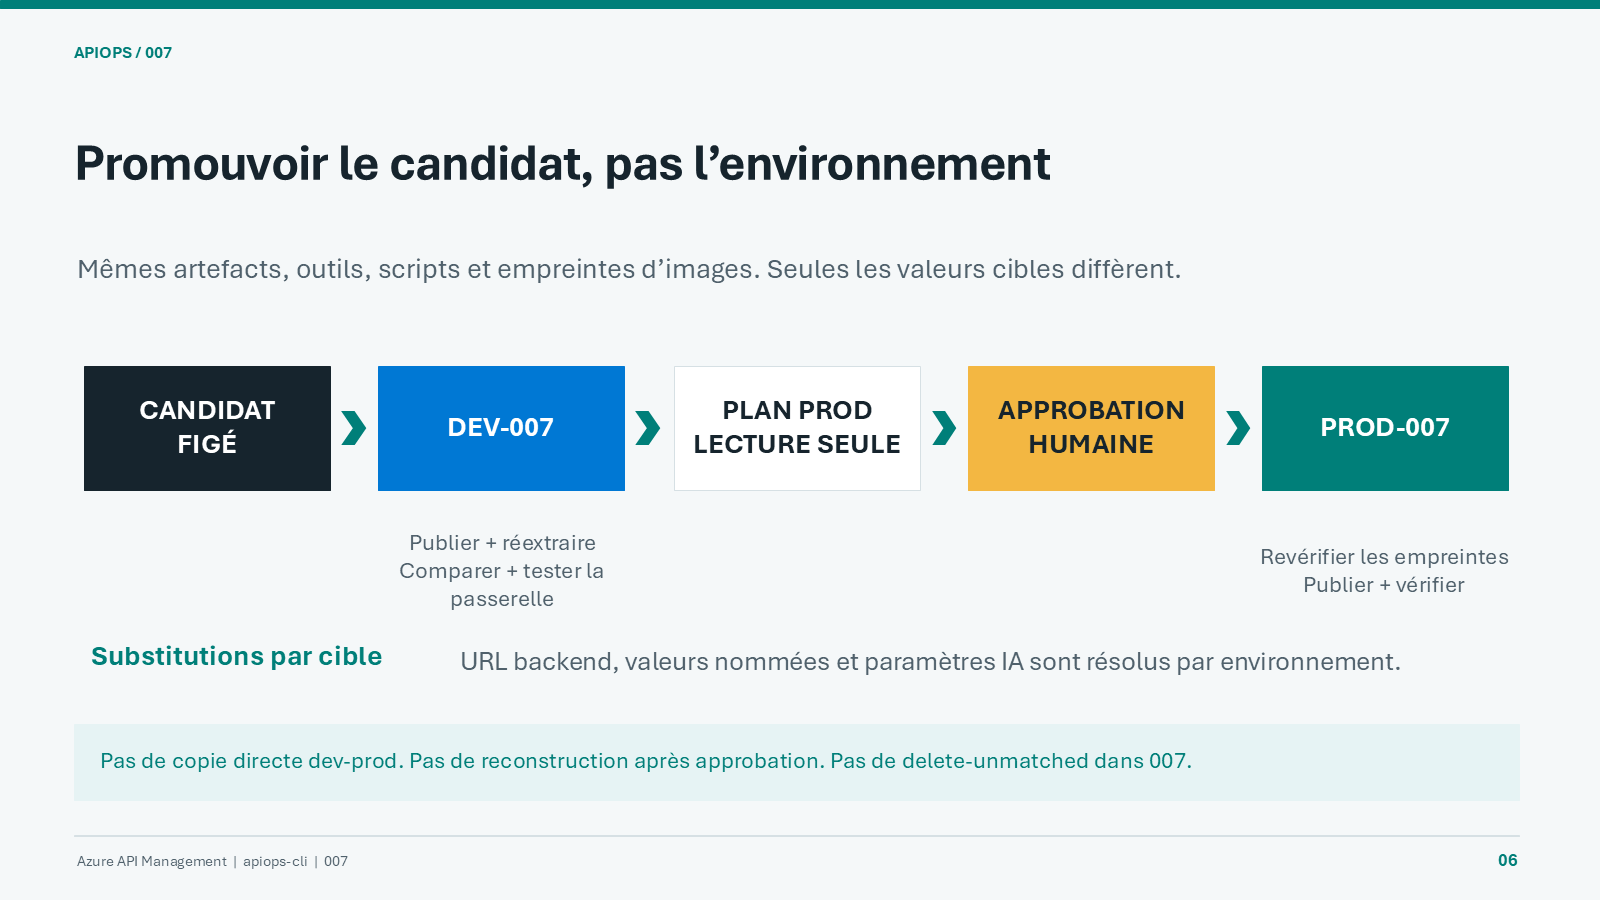 APIOPS / 007
Promouvoir le candidat, pas l’environnement
Mêmes artefacts, outils, scripts et empreintes d’images. Seules les valeurs cibles diffèrent.
CANDIDAT
FIGÉ
DEV-007
PLAN PROD
LECTURE SEULE
APPROBATION
HUMAINE
PROD-007
Publier + réextraire
Comparer + tester la
passerelle
Revérifier les empreintes
Publier + vérifier
Substitutions par cible
URL backend, valeurs nommées et paramètres IA sont résolus par environnement.
Pas de copie directe dev-prod. Pas de reconstruction après approbation. Pas de delete-unmatched dans 007.
Azure API Management | apiops-cli | 007
06